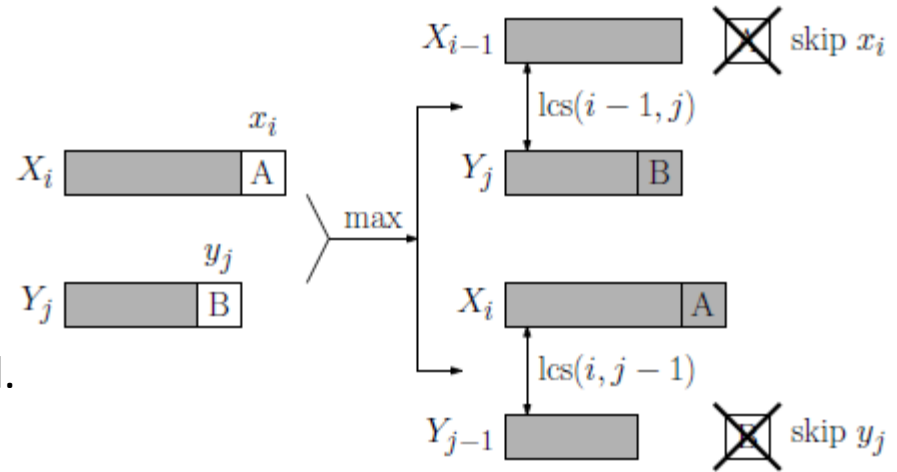 X_{i−1} A skip x_i
lcs(i − 1, j)
x_i
X_i A
Y_j B
max
y_j
Y_j B
X_i A
lcs(i, j − 1)
.
Y_{j−1} B skip y_j